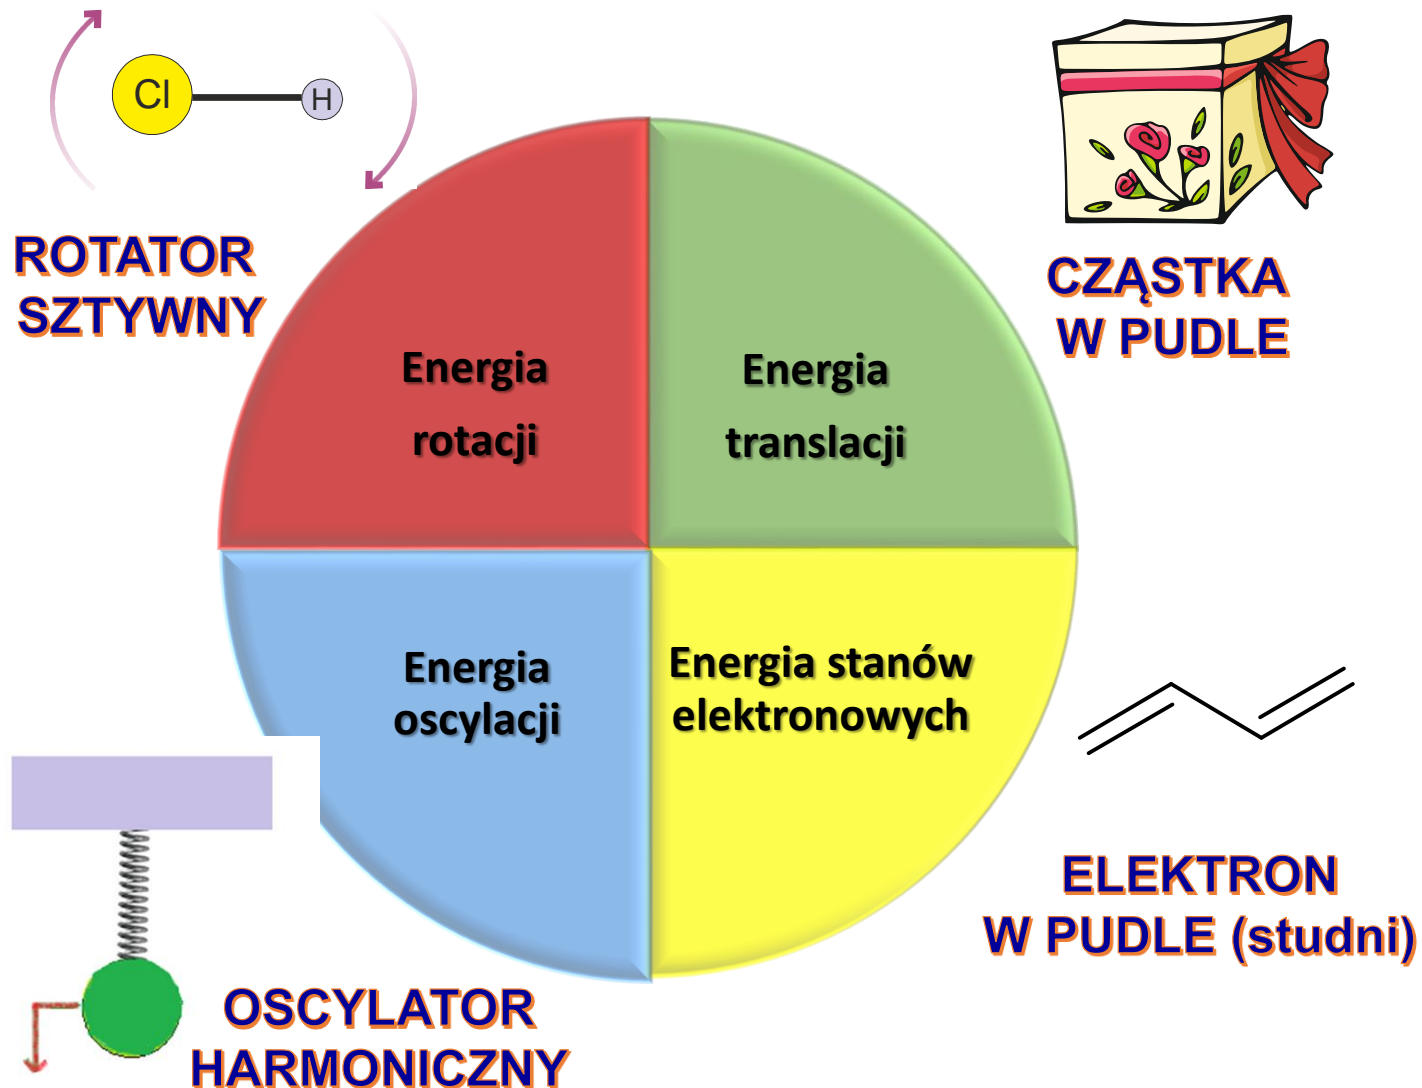 Cl
H
ROTATOR
SZTYWNY
CZĄSTKA
W PUDLE
Energia
rotacji
Energia
translacji
Energia
oscylacji
Energia stanów
elektronowych
ELEKTRON
W PUDLE (studni)
OSCYLATOR
HARMONICZNY